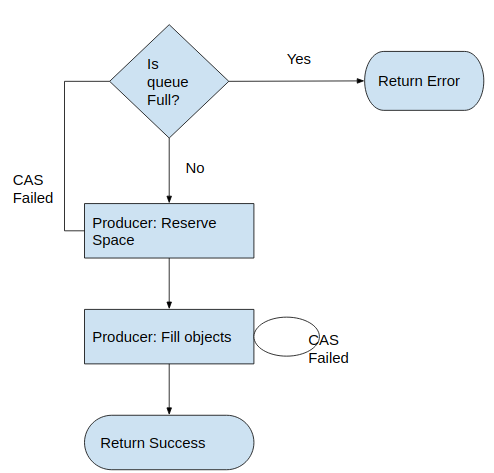 Is
queue
Full?
Yes
Return Error
No
CAS
Failed
Producer: Reserve
Space
Producer: Fill objects
CAS
Failed
Return Success